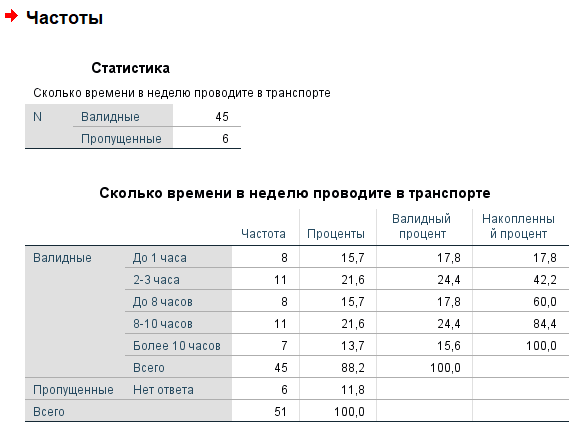 Частоты
Статистика
Сколько времени в неделю проводите в транспорте
N Валидные 45
Пропущенные 6
Сколько времени в неделю проводите в транспорте
Частота Проценты Валидный процент Накопленны й процент
Валидные До 1 часа 8 15,7 17,8 17,8
2-3 часа 11 21,6 24,4 42,2
До 8 часов 8 15,7 17,8 60,0
8-10 часов 11 21,6 24,4 84,4
Более 10 часов 7 13,7 15,6 100,0
Всего 45 88,2 100,0
Пропущенные Нет ответа 6 11,8
Всего 51 100,0